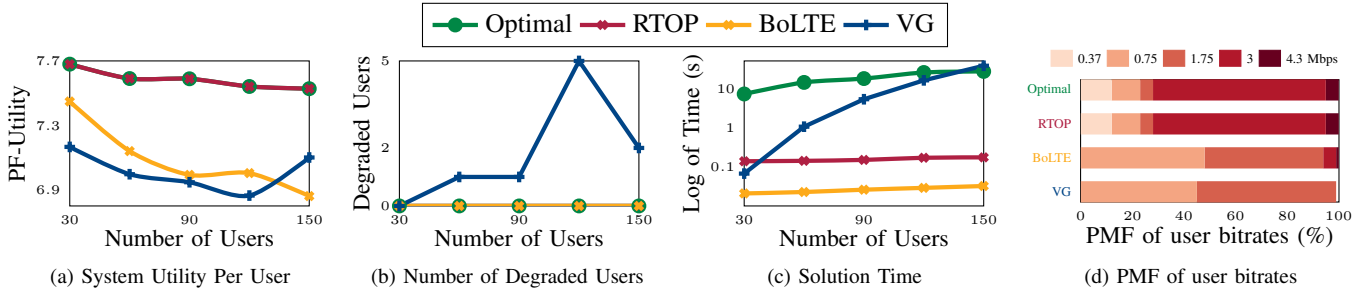 Optimal RTOP BoLTE VG
PF-Utility
7.7
7.3
6.9
30 90 150
Number of Users
(a) System Utility Per User
Degraded Users
5
2
0
30 90 150
Number of Users
(b) Number of Degraded Users
Log of Time (s)
10
1
0.1
30 90 150
Number of Users
(c) Solution Time
0.37 0.75 1.75 3 4.3 Mbps
Optimal
RTOP
BoLTE
VG
0 20 40 60 80 100
PMF of user bitrates (%)
(d) PMF of user bitrates